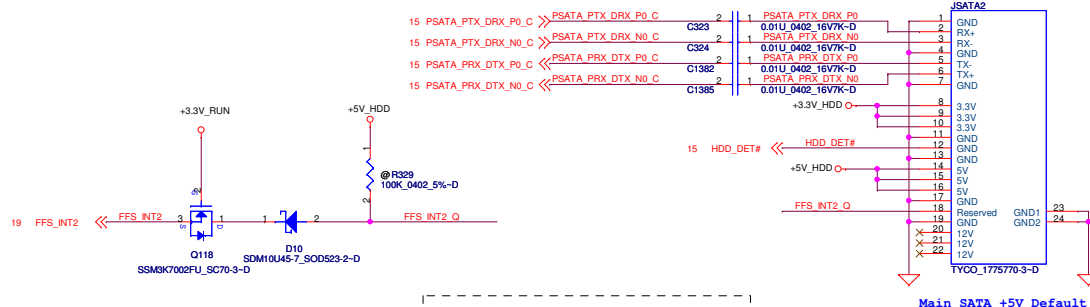 JSATA2
15 PSATA_PTX_DRX_P0_C PSATA_PTX_DRX_P0_C 2 1 PSATA_PTX_DRX_P0 1 GND
C323 0.01U_0402_16V7K~D 2 RX+
15 PSATA_PTX_DRX_N0_C PSATA_PTX_DRX_N0_C 2 1 PSATA_PTX_DRX_N0 3 RX-
C324 0.01U_0402_16V7K~D 4 GND
15 PSATA_PRX_DTX_P0_C PSATA_PRX_DTX_P0_C 2 1 PSATA_PRX_DTX_P0 5 TX-
C1382 0.01U_0402_16V7K~D 6 TX+
15 PSATA_PRX_DTX_N0_C PSATA_PRX_DTX_N0_C 2 1 PSATA_PRX_DTX_N0 7 GND
C1385 0.01U_0402_16V7K~D
+3.3V_HDD 8 3.3V
9 3.3V
10 3.3V
11 GND
15 HDD_DET# HDD_DET# 12 GND
13 GND
+5V_HDD 14 5V
15 5V
16 5V
17 GND
FFS_INT2_Q 18 Reserved GND1 23
19 GND GND2 24
20 12V
21 12V
22 12V
TYCO_1775770-3~D
+3.3V_RUN
+5V_HDD
1
@R329
100K_0402_5%~D
2
2
G
19 FFS_INT2 FFS_INT2 3 S D 1 1 2 FFS_INT2_Q
Q118
SSM3K7002FU_SC70-3~D
D10
SDM10U45-7_SOD523-2~D
Main SATA +5V Default